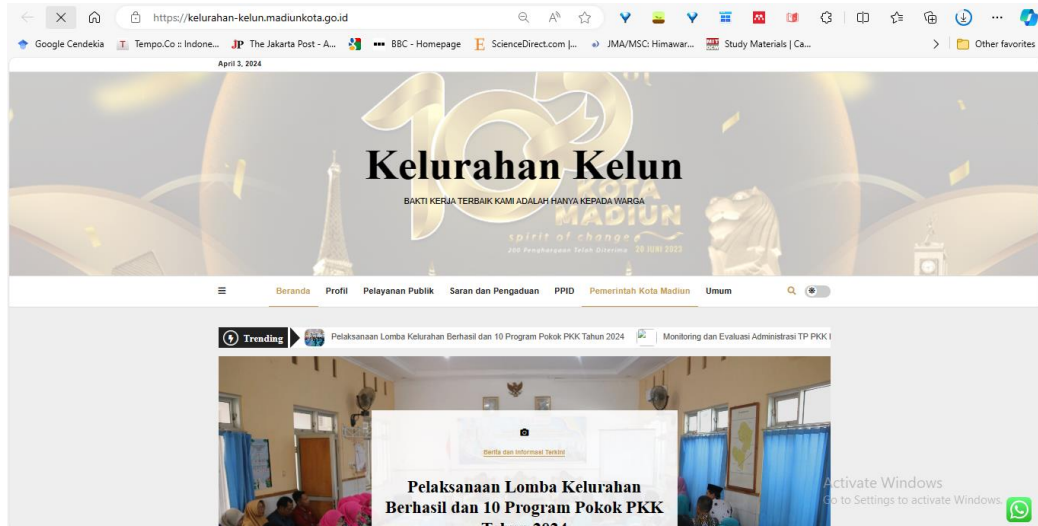 https://kelurahan-kelun.madiunkota.go.id
Google Cendekia Tempo.Co :: Indone... The Jakarta Post - A... BBC - Homepage ScienceDirect.com |... JMA/MSC: Himawar... Study Materials | Ca... Other favorites
April 3, 2024
103
Kelurahan Kelun
BAKTI KERJA TERBAIK KAMI ADALAH HANYA KEPADA WARGA
KOTA
MADIUN
spirit of change
20 JUNI 2023
Beranda Profil Pelayanan Publik Saran dan Pengaduan PPID Pemerintah Kota Madiun Umum
Trending Pelaksanaan Lomba Kelurahan Berhasil dan 10 Program Pokok PKK Tahun 2024 Monitoring dan Evaluasi Administrasi TP PKK
Berita dan Informasi Terkini
Pelaksanaan Lomba Kelurahan
Berhasil dan 10 Program Pokok PKK
Tahun 2024
Activate Windows
Go to Settings to activate Windows.